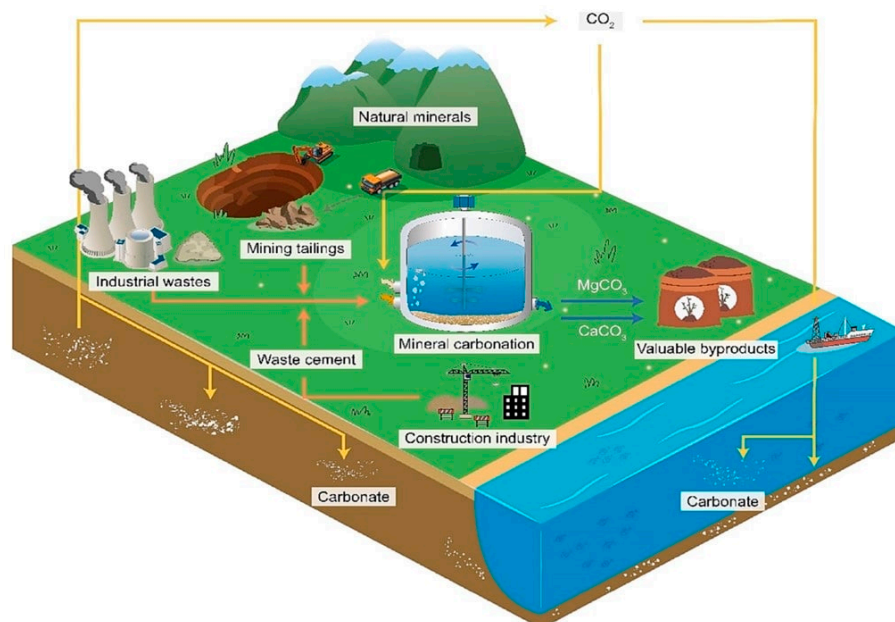 CO₂
Natural minerals
Mining tailings
Industrial wastes
MgCO₃
CaCO₃
Mineral carbonation
Valuable byproducts
Waste cement
Construction industry
Carbonate
Carbonate